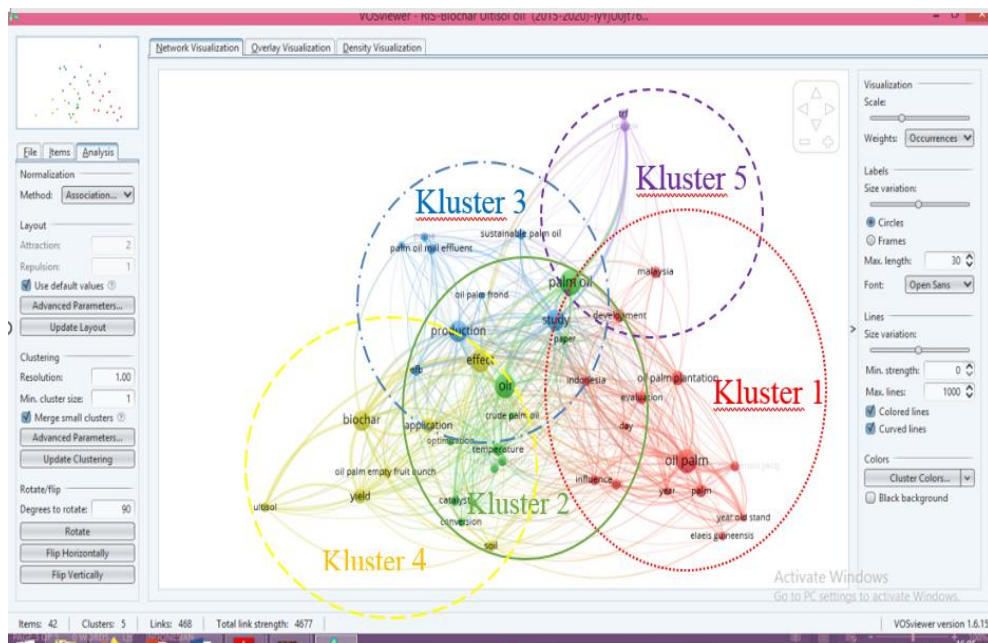 VOSviewer - RIS-Biochar Ultisol oil (2015-2020)-IyYJ00Jt76...
Network Visualization Overlay Visualization Density Visualization
File Items Analysis
Normalization
Method: Association...
Layout
Attraction: 2
Repulsion: 1
Use default values
Advanced Parameters...
Update Layout
Clustering
Resolution: 1.00
Min. cluster size: 1
Merge small clusters
Advanced Parameters...
Update Clustering
Rotate/flip
Degrees to rotate: 90
Rotate
Flip Horizontally
Flip Vertically
Kluster 5
Kluster 3
sustainable palm oil
palm oil mill effluent
malaysia
palm oil
oil palm frond
development
study
production
paper
effect
efb
indonesia
oil palm plantation
oil
Kluster 1
evaluation
crude palm oil
biochar
application
day
optimization
temperature
oil palm
oil palm empty fruit bunch
influence
yield
year
palm
catalyst
Kluster 2
ultisol
conversion
year old stand
elaeis guineensis
soil
Kluster 4
Visualization
Scale:
Weights: Occurrences
Labels
Size variation:
Circles
Frames
Max. length: 30
Font: Open Sans
Lines
Size variation:
Min. strength: 0
Max. lines: 1000
Colored lines
Curved lines
Colors
Cluster Colors...
Black background
Activate Windows
Go to PC settings to activate Windows.
Items: 42 Clusters: 5 Links: 468 Total link strength: 4677
VOSviewer version 1.6.15